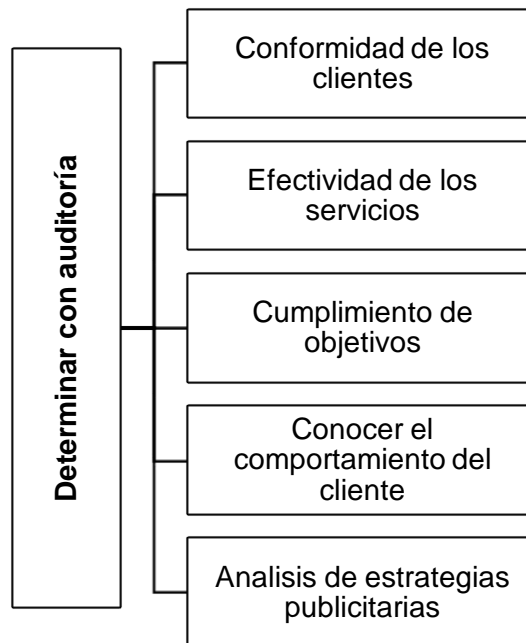 Determinar con auditoría
Conformidad de los
clientes
Efectividad de los
servicios
Cumplimiento de
objetivos
Conocer el
comportamiento del
cliente
Analisis de estrategias
publicitarias